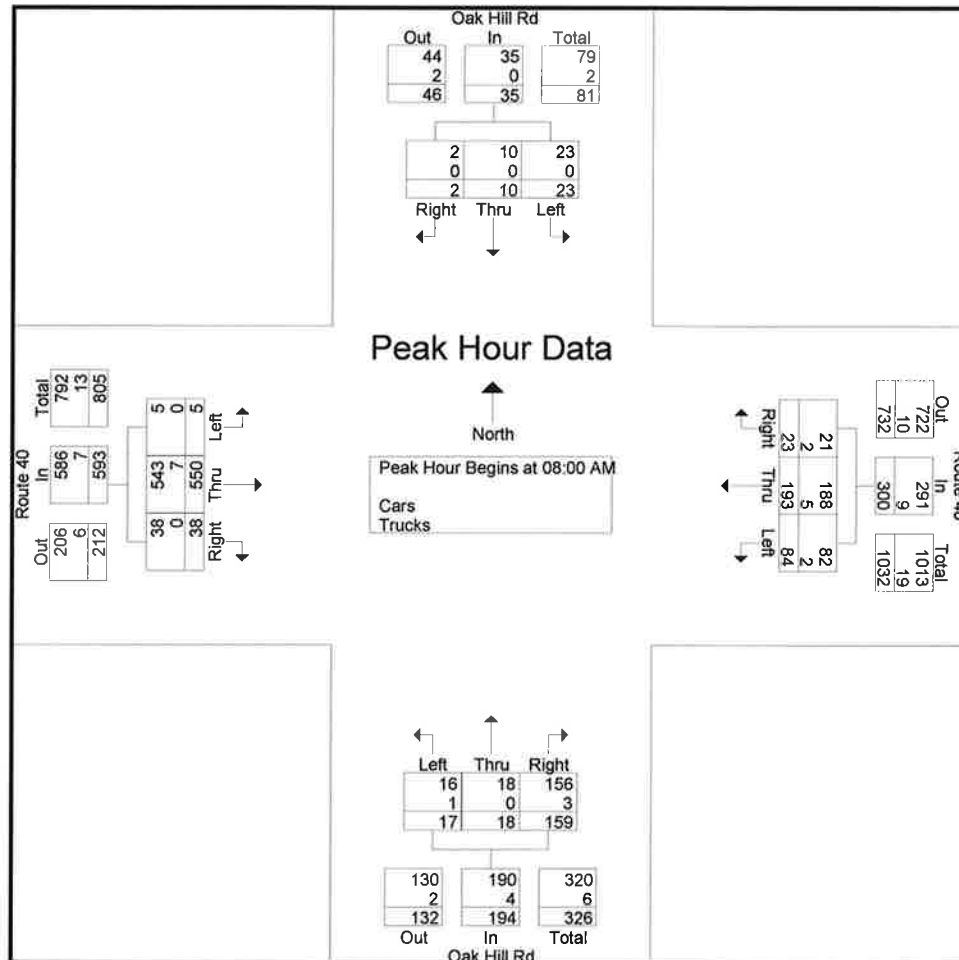 Oak Hill Rd
Out In Total
44 35 79
2 0 2
46 35 81
2 10 23
0 0 0
2 10 23
Right Thru Left
Peak Hour Data
North
Peak Hour Begins at 08:00 AM
Cars
Trucks
Route 40
Out In Total
206 586 792
6 7 13
212 593 805
38 543 5
0 7 0
38 550 5
Right Thru Left
Route 40
Out In Total
722 291 1013
10 9 19
732 300 1032
21 188 82
2 5 2
23 193 84
Right Thru Left
Left Thru Right
16 18 156
1 0 3
17 18 159
130 190 320
2 4 6
132 194 326
Out In Total
Oak Hill Rd